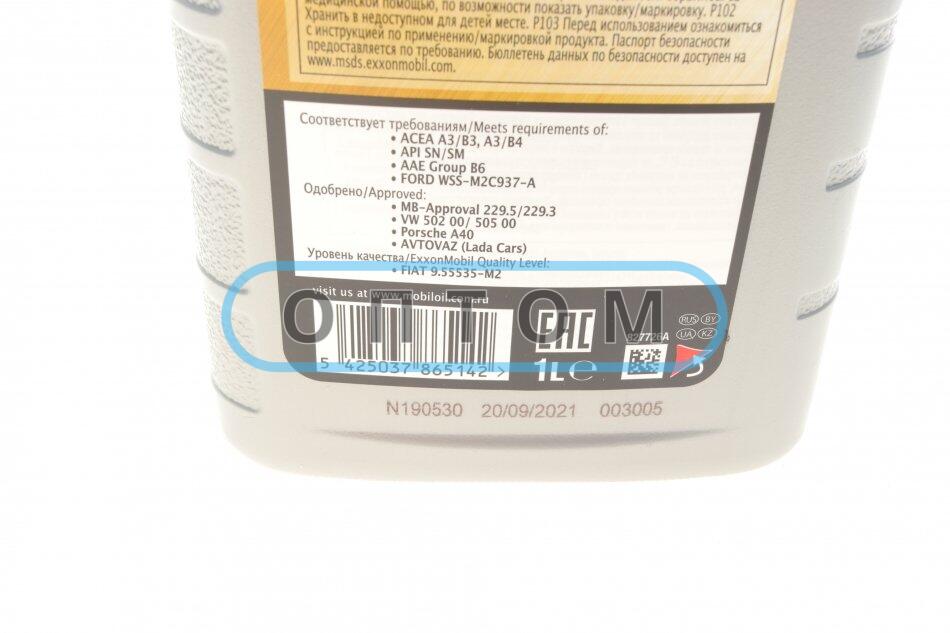 медицинской помощью, по возможности показать упаковку/маркировку. P102
Хранить в недоступном для детей месте. P103 Перед использованием ознакомиться
с инструкцией по применению/маркировкой продукта. Паспорт безопасности
предоставляется по требованию. Бюллетень данных по безопасности доступен на
www.msds.exxonmobil.com.
Соответствует требованиям/Meets requirements of:
• ACEA A3/B3, A3/B4
• API SN/SM
• AAE Group B6
• FORD WSS-M2C937-A
Одобрено/Approved:
• MB-Approval 229.5/229.3
• VW 502 00/ 505 00
• Porsche A40
• AVTOVAZ (Lada Cars)
Уровень качества/ExxonMobil Quality Level:
• FIAT 9.55535-M2
visit us at www.mobiloil.com.ru
ОПТОМ
EAC
RUS BY
UA KZ
827726A
5 425037 865142 >
1L e
5
N190530 20/09/2021 003005